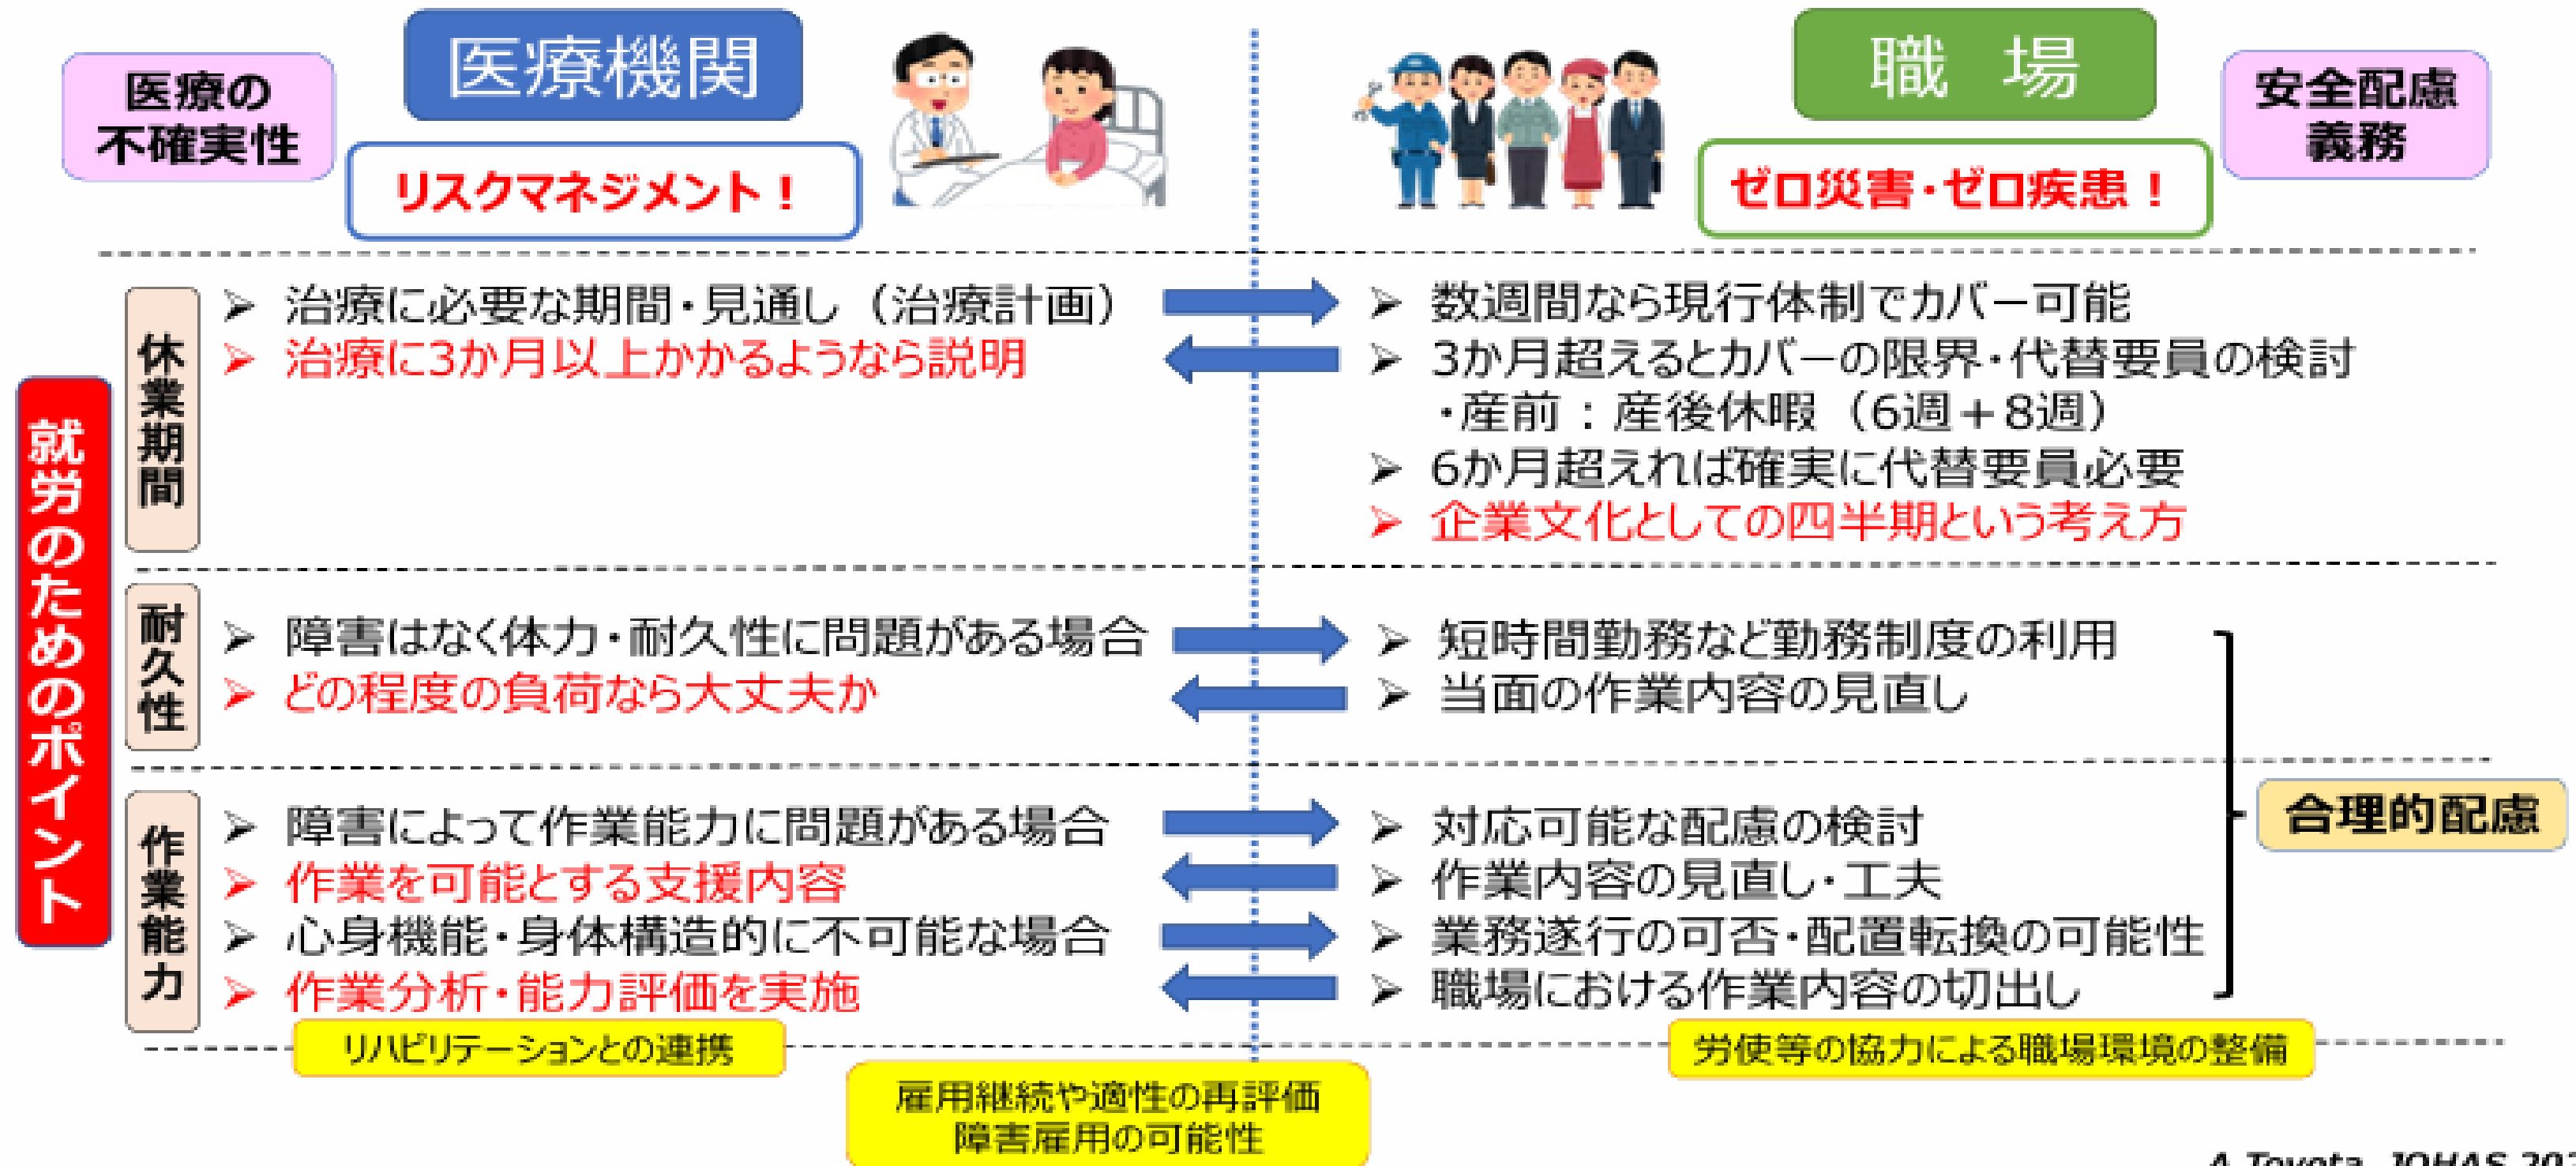 医療の
不確実性
医療機関
リスクマネジメント！
職 場
ゼロ災害・ゼロ疾患！
安全配慮
義務
就労のためのポイント
休業期間
➢ 治療に必要な期間・見通し（治療計画）
➢ 治療に3か月以上かかるようなら説明
➢ 数週間なら現行体制でカバー可能
➢ 3か月超えるとカバーの限界・代替要員の検討
・産前：産後休暇（6週＋8週）
➢ 6か月超えれば確実に代替要員必要
➢ 企業文化としての四半期という考え方
耐久性
➢ 障害はなく体力・耐久性に問題がある場合
➢ どの程度の負荷なら大丈夫か
➢ 短時間勤務など勤務制度の利用
➢ 当面の作業内容の見直し
作業能力
➢ 障害によって作業能力に問題がある場合
➢ 作業を可能とする支援内容
➢ 心身機能・身体構造的に不可能な場合
➢ 作業分析・能力評価を実施
➢ 対応可能な配慮の検討
➢ 作業内容の見直し・工夫
➢ 業務遂行の可否・配置転換の可能性
➢ 職場における作業内容の切出し
合理的配慮
リハビリテーションとの連携
労使等の協力による職場環境の整備
雇用継続や適性の再評価
障害雇用の可能性
A Toyota, JOHAS